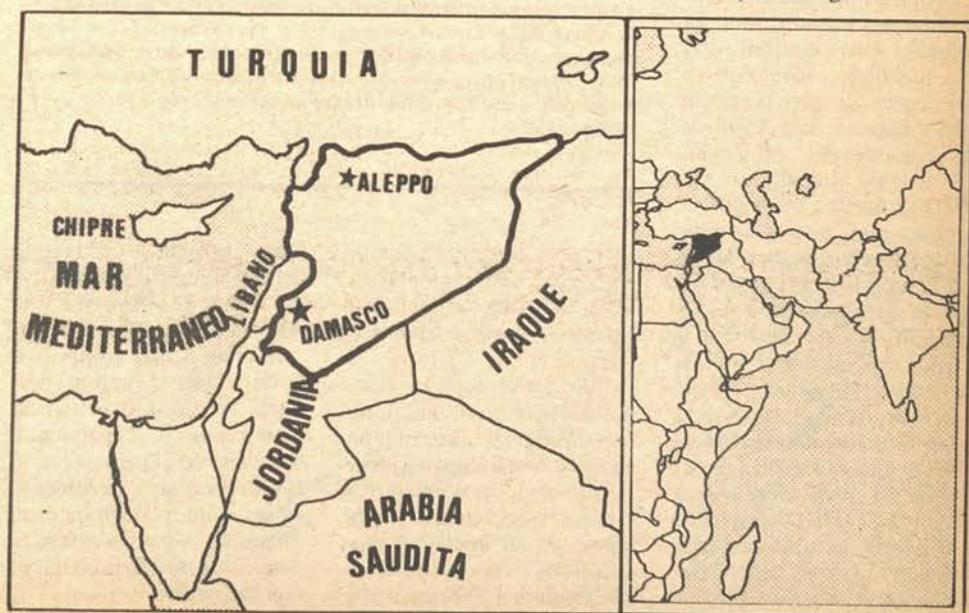 TURQUIA
★ALEPPO
CHIPRE
MAR
MEDITERRANEO
LIBANO
★DAMASCO
IRAQUE
JORDANIA
ARABIA
SAUDITA